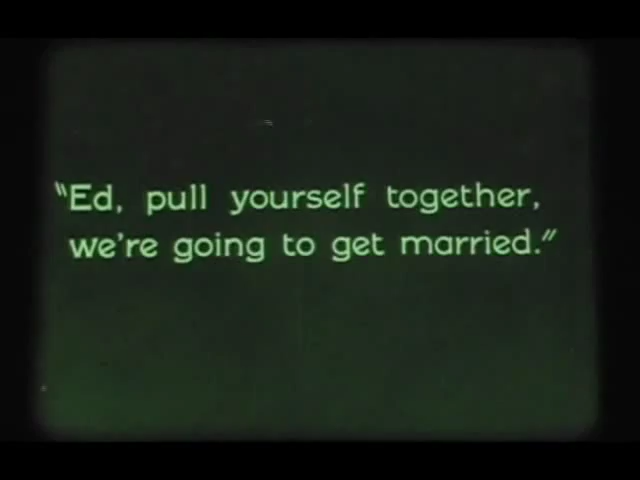 "Ed, pull yourself together,
we're going to get married."